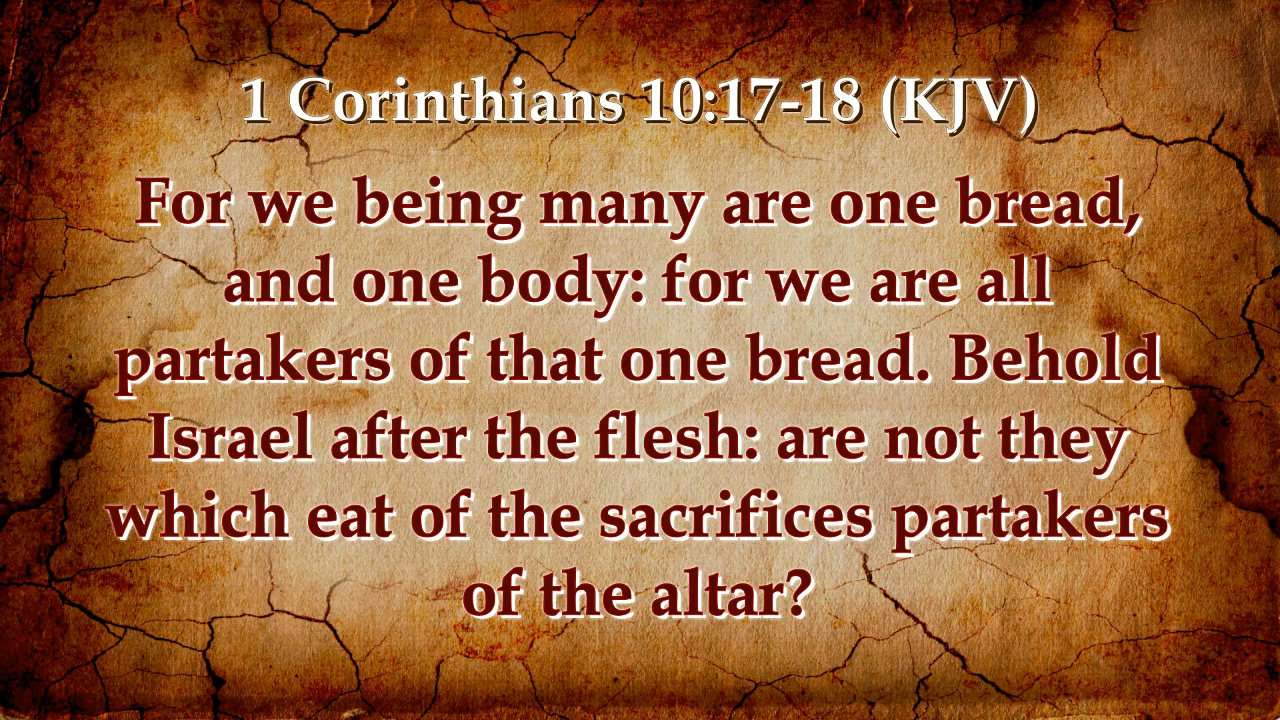 1 Corinthians 10:17-18 (KJV)
For we being many are one bread,
and one body: for we are all
partakers of that one bread. Behold
Israel after the flesh: are not they
which eat of the sacrifices partakers
of the altar?